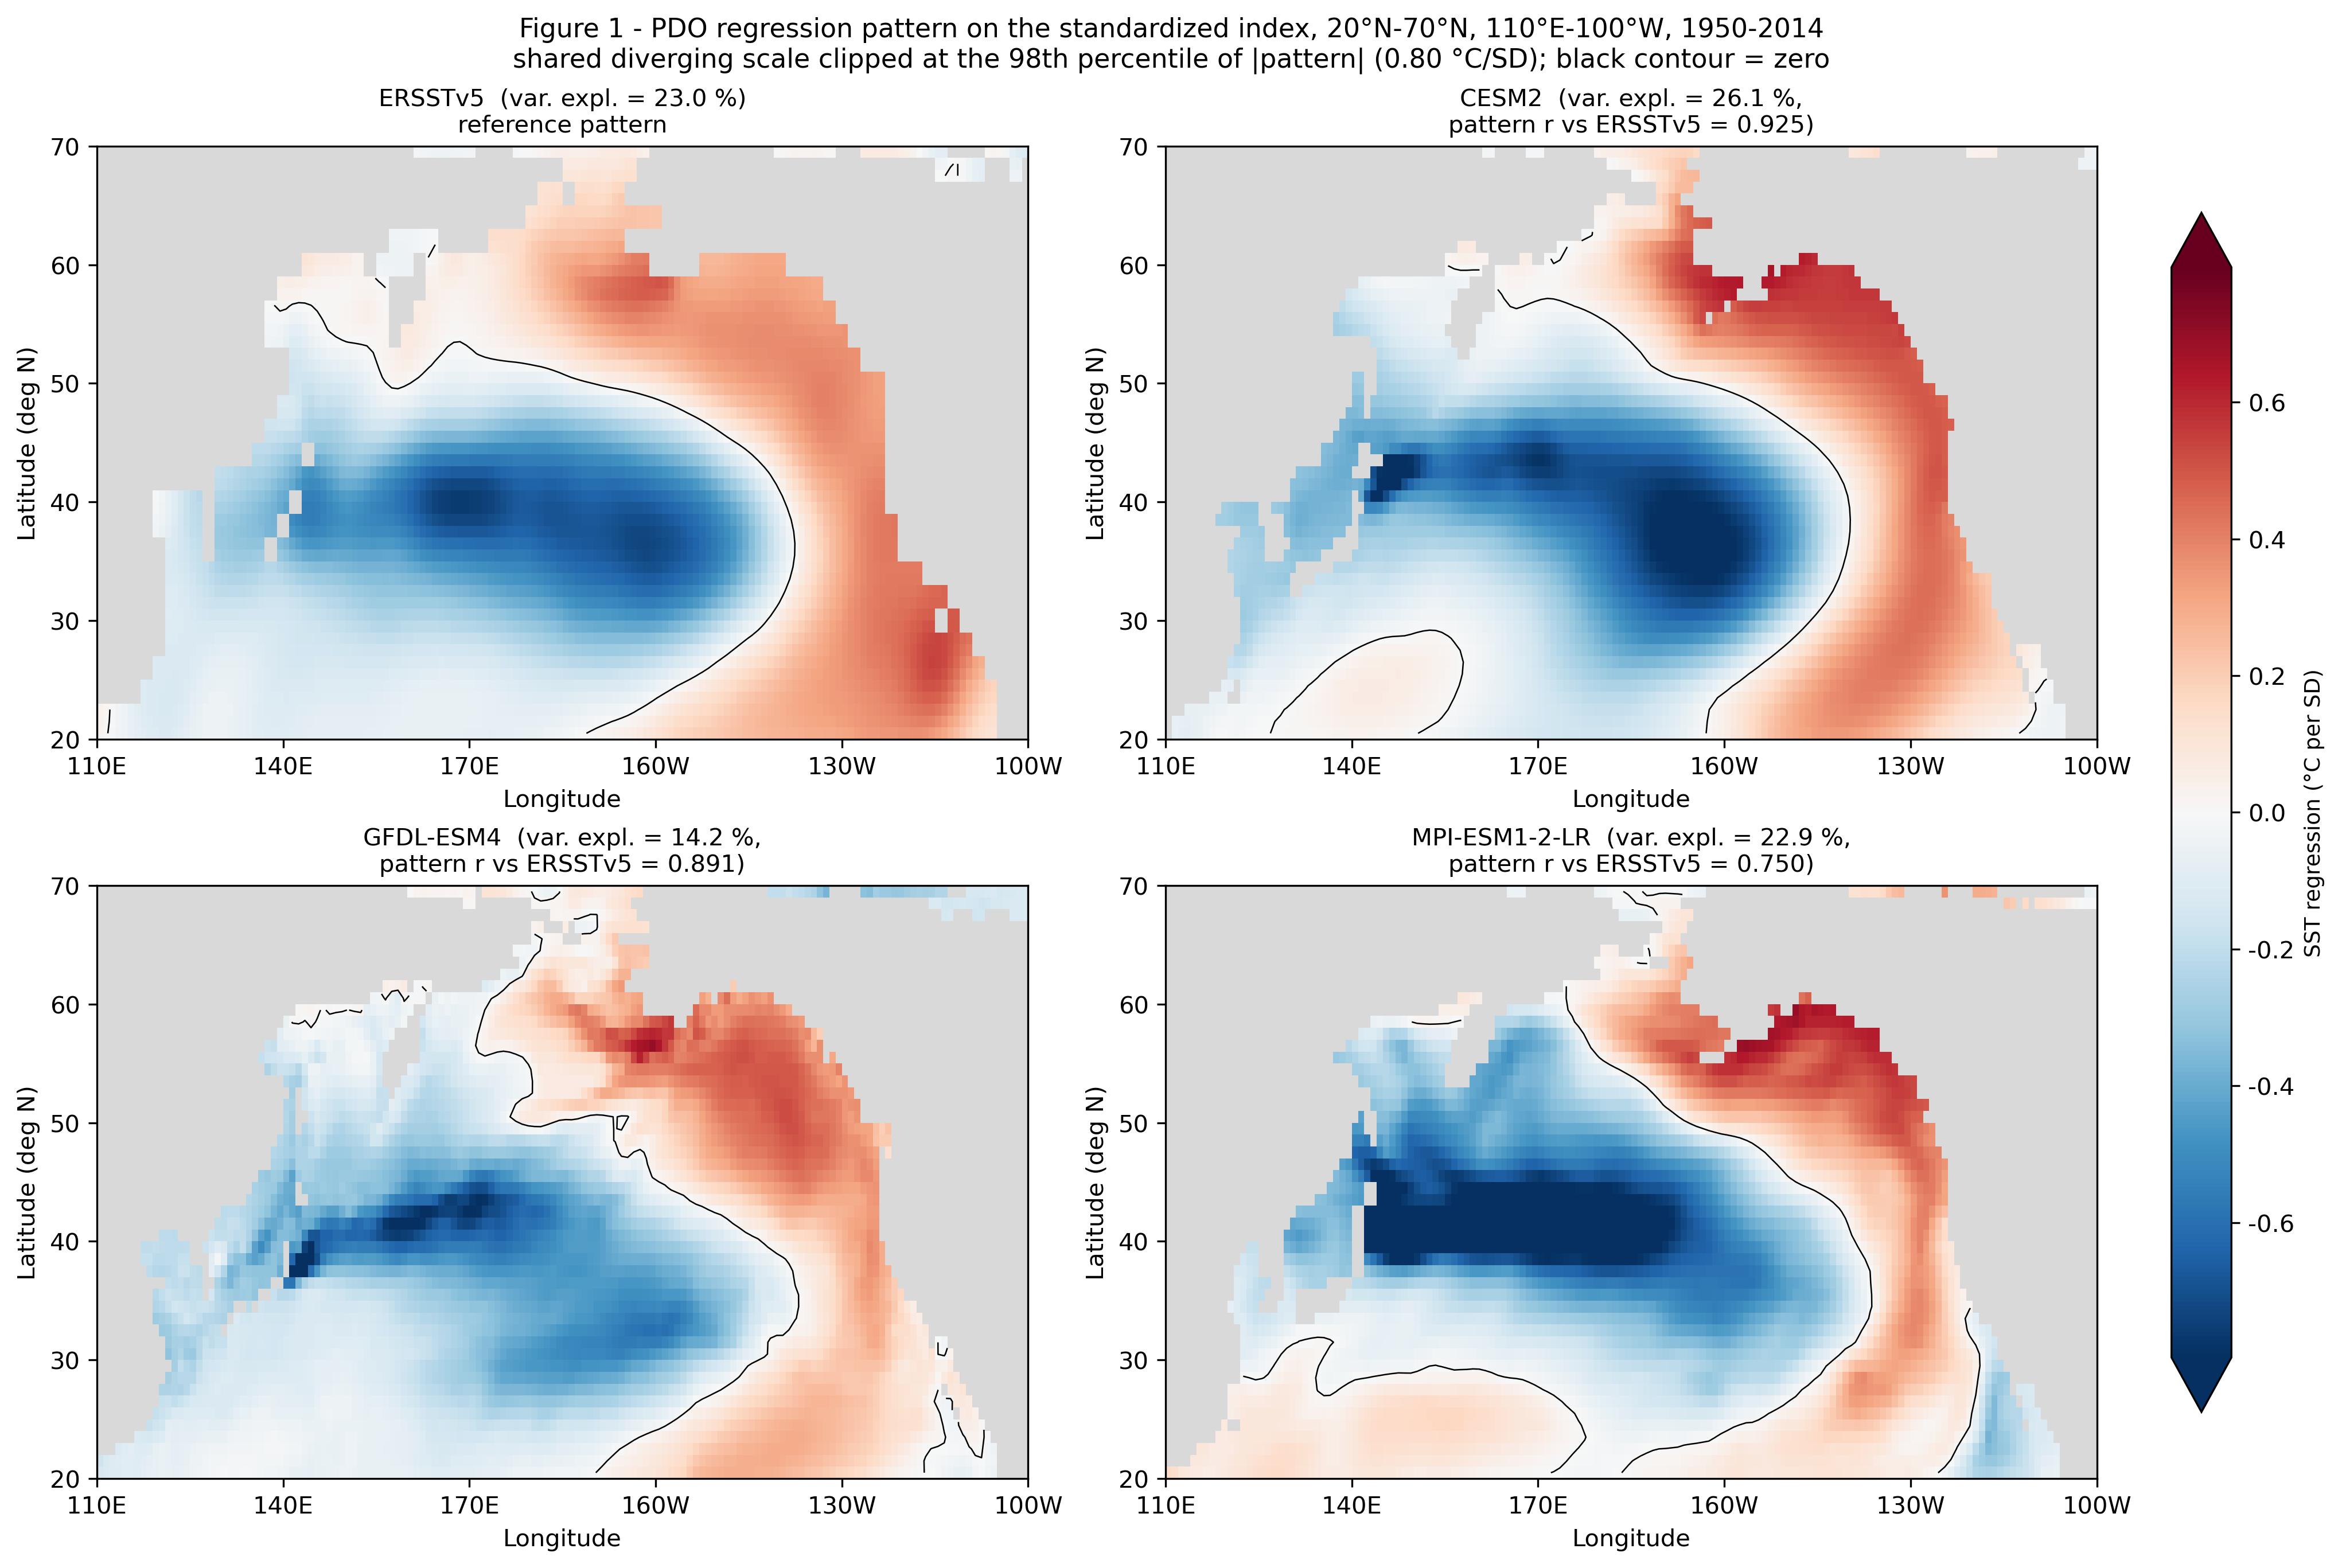 Figure 1 - PDO regression pattern on the standardized index, 20°N-70°N, 110°E-100°W, 1950-2014
shared diverging scale clipped at the 98th percentile of |pattern| (0.80 °C/SD); black contour = zero
ERSSTv5 (var. expl. = 23.0 %)
reference pattern
70
60
50
40
30
20
Latitude (deg N)
110E 140E 170E 160W 130W 100W
Longitude
CESM2 (var. expl. = 26.1 %,
pattern r vs ERSSTv5 = 0.925)
70
60
50
40
30
20
Latitude (deg N)
110E 140E 170E 160W 130W 100W
Longitude
GFDL-ESM4 (var. expl. = 14.2 %,
pattern r vs ERSSTv5 = 0.891)
70
60
50
40
30
20
Latitude (deg N)
110E 140E 170E 160W 130W 100W
Longitude
MPI-ESM1-2-LR (var. expl. = 22.9 %,
pattern r vs ERSSTv5 = 0.750)
70
60
50
40
30
20
Latitude (deg N)
110E 140E 170E 160W 130W 100W
Longitude
0.6
0.4
0.2
0.0
-0.2
-0.4
-0.6
SST regression (°C per SD)